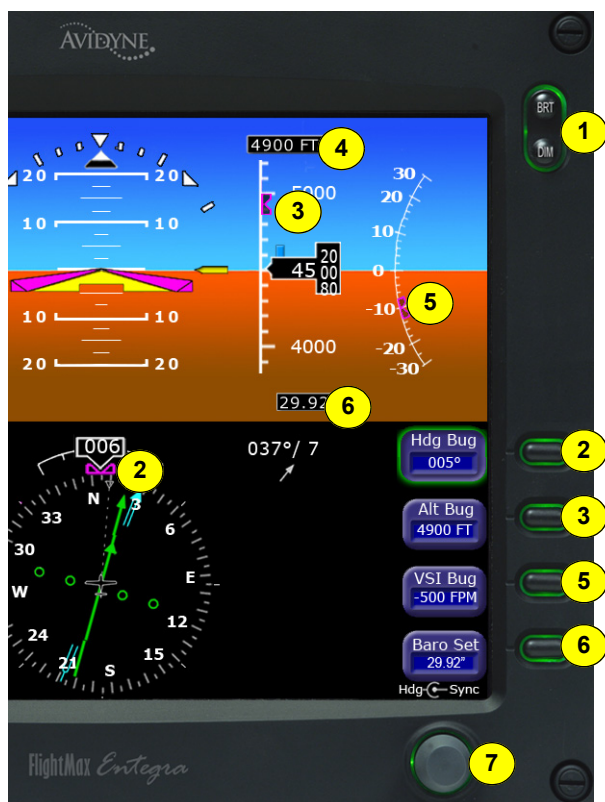 AVIDYNE
BRT
DIM
1
4900 FT
4
20 20
5000
3
30
20
10
0
-10
-20
-30
10 10
20
45 00
80
5
10 10
4000
20 20
29.92
6
006
2
037°/ 7
Hdg Bug
005°
2
N 3
33
6
30
Alt Bug
4900 FT
3
E
W
VSI Bug
-500 FPM
5
12
24
15
21
S
Baro Set
29.92"
6
Hdg Sync
FlightMax Entegra
7